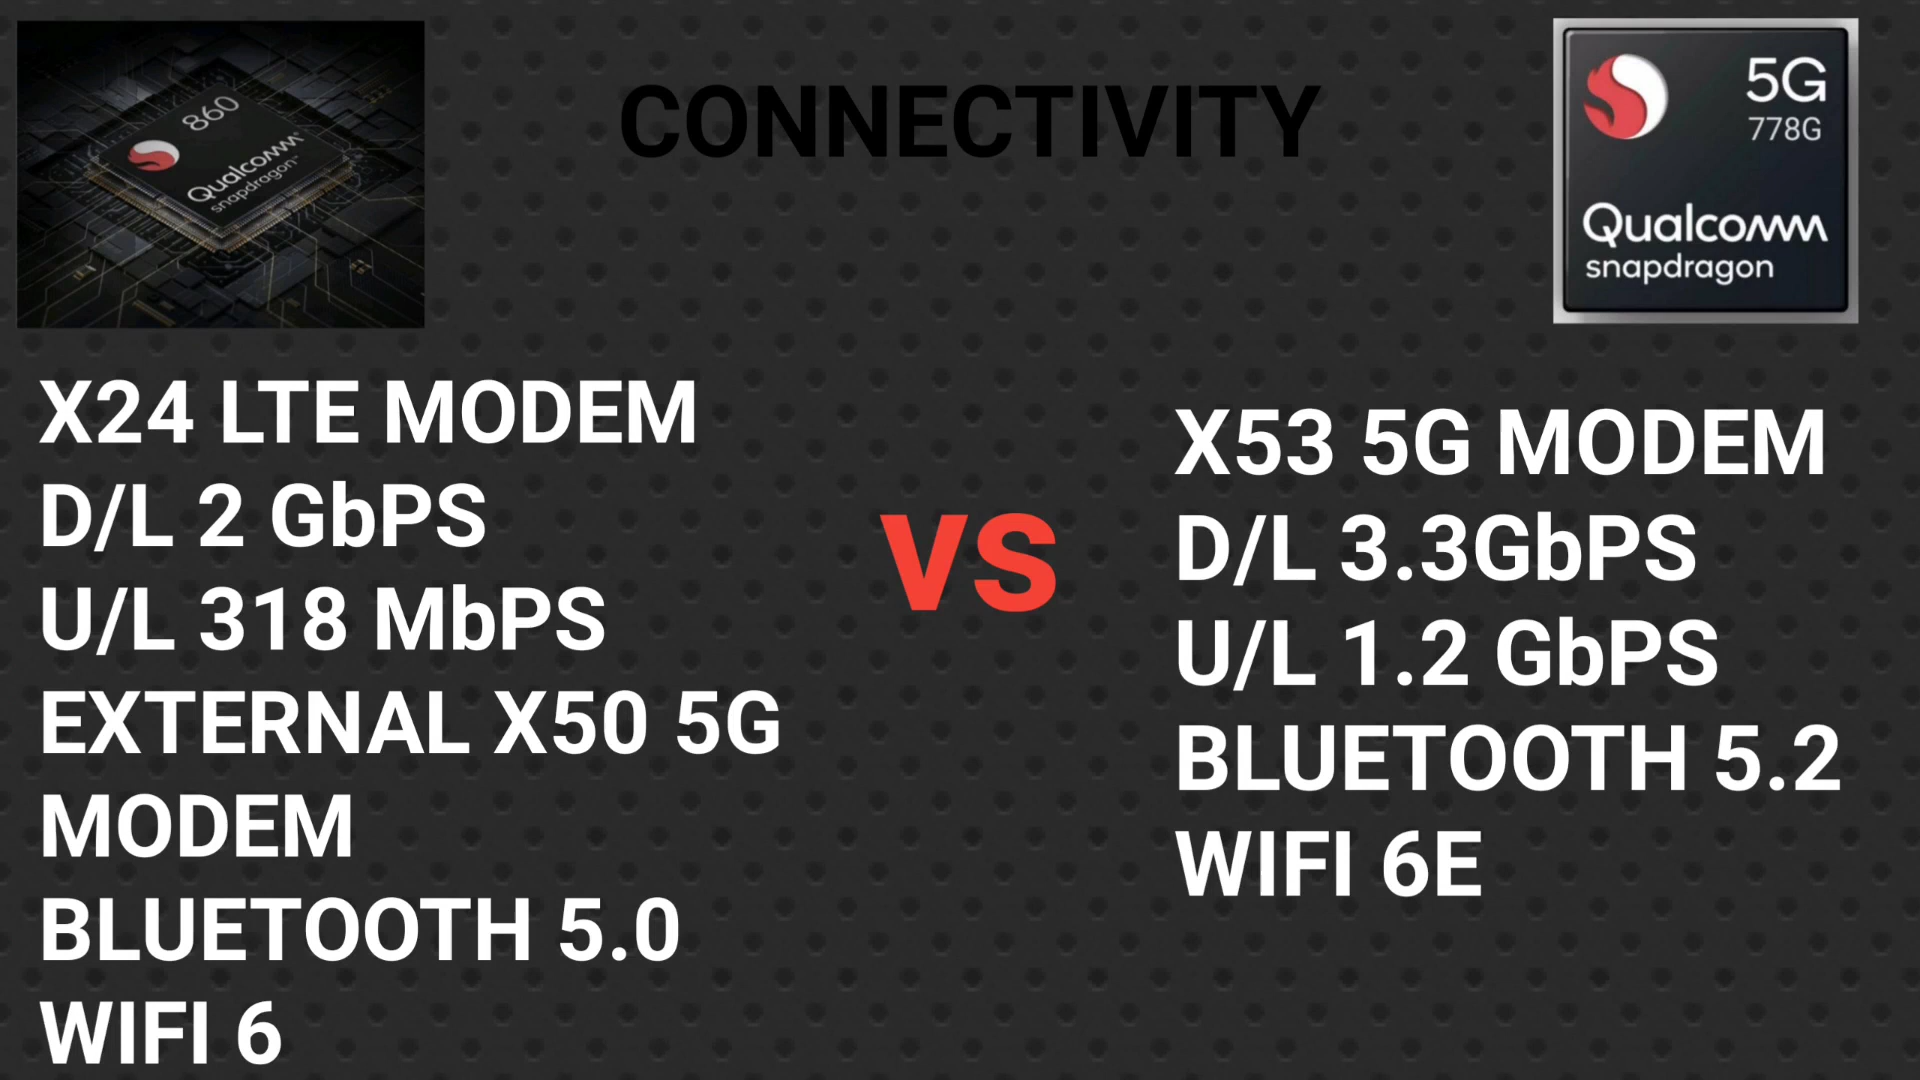 860
Qualcomm
snapdragon
CONNECTIVITY
5G
778G
Qualcomm
snapdragon
X24 LTE MODEM
D/L 2 GbPS
U/L 318 MbPS
EXTERNAL X50 5G
MODEM
BLUETOOTH 5.0
WIFI 6
VS
X53 5G MODEM
D/L 3.3GbPS
U/L 1.2 GbPS
BLUETOOTH 5.2
WIFI 6E